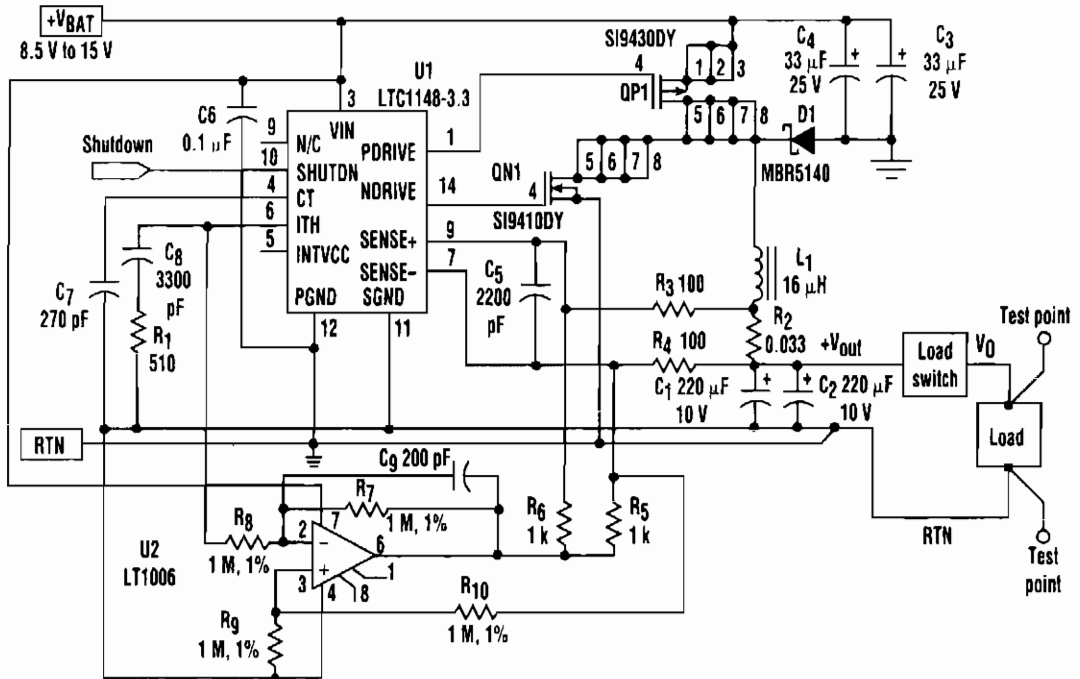 +VBAT
8.5 V to 15 V
SI9430DY
C4
33 μF
25 V
C3
33 μF
25 V
4
1 2 3
QP1
5 6 7 8
U1
LTC1148-3.3
3
C6
0.1 μF
9
N/C
VIN
PDRIVE
1
D1
MBR5140
Shutdown
10
SHUTDN
4
CT
NDRIVE
14
QN1
4
5 6 7 8
SI9410DY
6
ITH
5
INTVCC
SENSE+
9
SENSE–
7
PGND
SGND
12
11
C5
2200
pF
L1
16 μH
C7
270 pF
C8
3300
pF
R1
510
R3 100
R2
0.033
R4 100
+Vout
Load
switch
VO
Test point
C1 220 μF
10 V
C2 220 μF
10 V
Load
RTN
C9 200 pF
R7
1 M, 1%
R6
1 k
R5
1 k
RTN
Test
point
R8
1 M, 1%
2
–
7
6
+
3
4
8
1
U2
LT1006
R9
1 M, 1%
R10
1 M, 1%